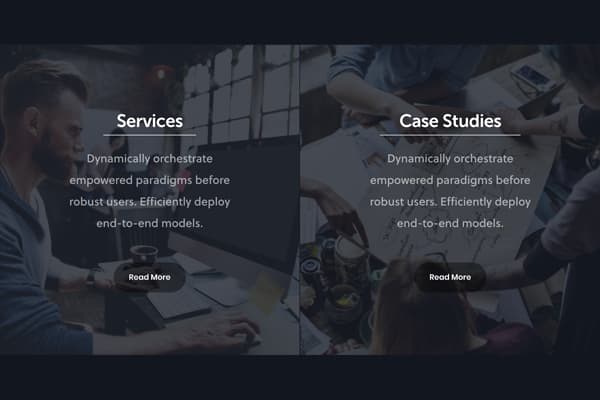 Services
Dynamically orchestrate
empowered paradigms before
robust users. Efficiently deploy
end-to-end models.
Read More
Case Studies
Dynamically orchestrate
empowered paradigms before
robust users. Efficiently deploy
end-to-end models.
Read More